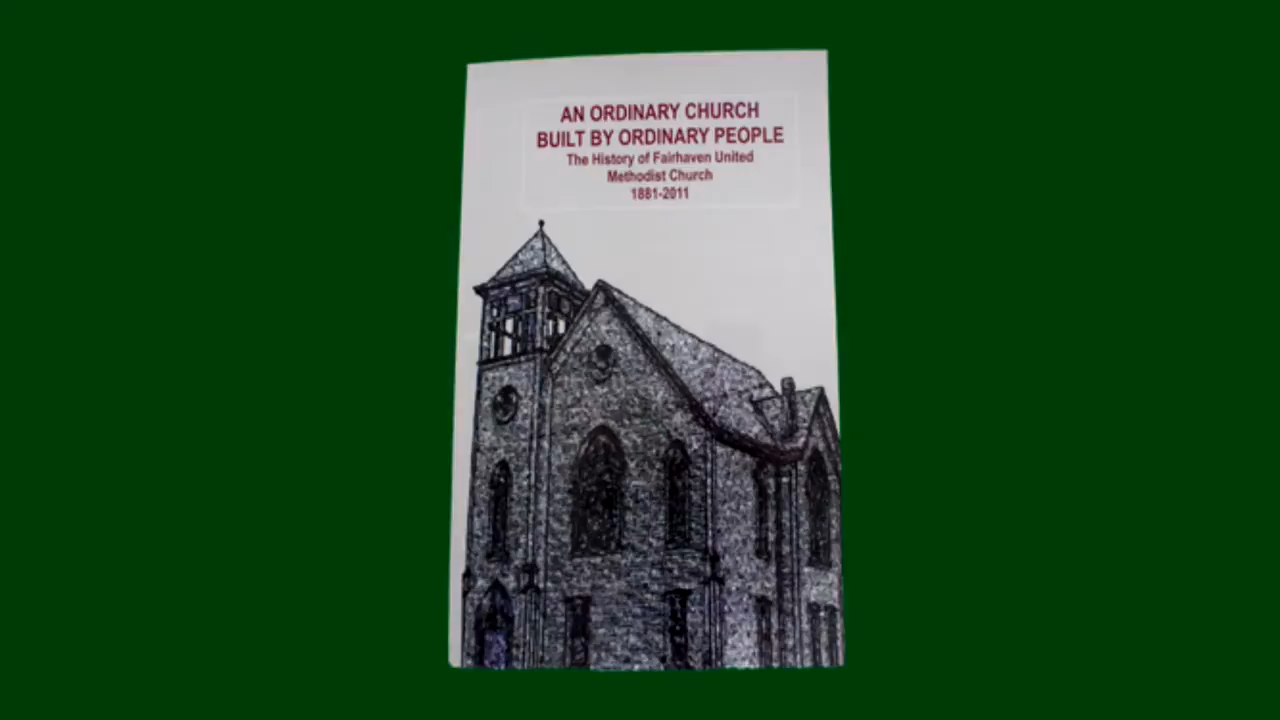 AN ORDINARY CHURCH
BUILT BY ORDINARY PEOPLE
The History of Fairhaven United
Methodist Church
1881-2011